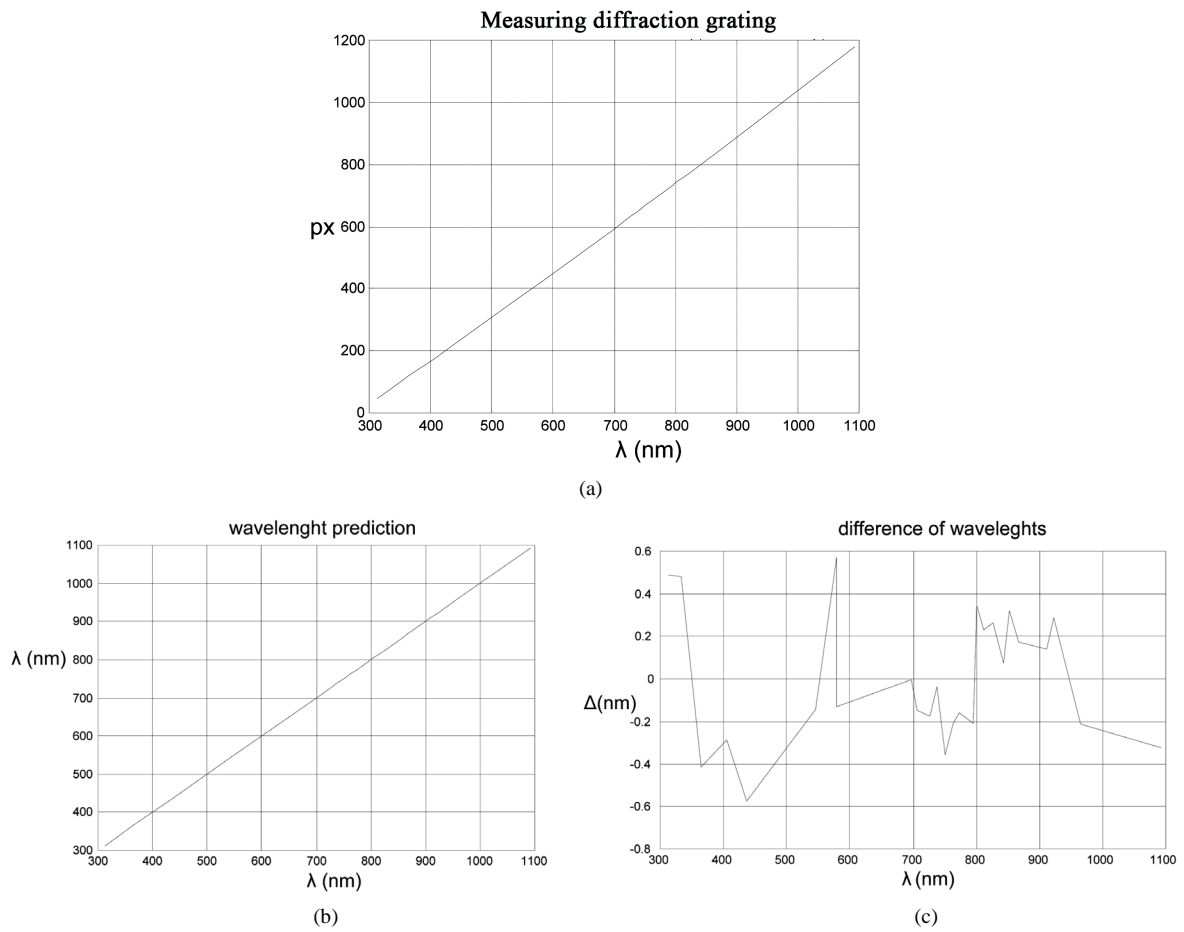 Measuring diffraction grating
1200
1000
800
px 600
400
200
0
300 400 500 600 700 800 900 1000 1100
λ (nm)
(a)
wavelenght prediction
1100
1000
900
λ (nm) 800
700
600
500
400
300
300 400 500 600 700 800 900 1000 1100
λ (nm)
(b)
difference of waveleghts
0.6
0.4
0.2
0
Δ(nm)
-0.2
-0.4
-0.6
-0.8
300 400 500 600 700 800 900 1000 1100
λ (nm)
(c)